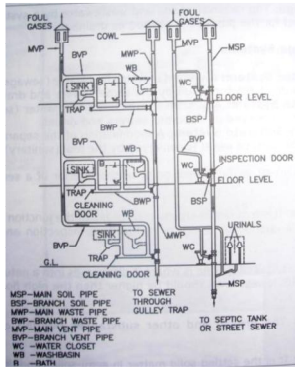 FOUL
GASES
COWL
FOUL
GASES
MVP
BVP
MWP
MVP
MSP
WB
SINK
B
WC
TRAP
BWP
FLOOR LEVEL
BSP
BVP
BVP
WB
SINK
B
WC
INSPECTION DOOR
TRAP
BWP
FLOOR LEVEL
CLEANING
DOOR
BSP
WB
MWP
URINALS
SINK
BVP
TRAP
WC
G.L.
CLEANING DOOR
MSP
MSP-MAIN SOIL PIPE
BSP-BRANCH SOIL PIPE
MWP-MAIN WASTE PIPE
BWP-BRANCH WASTE PIPE
MVP-MAIN VENT PIPE
BVP-BRANCH VENT PIPE
WC -WATER CLOSET
WB -WASHBASIN
B -BATH
TO SEWER
THROUGH
GULLEY TRAP
TO SEPTIC TANK
OR STREET SEWER